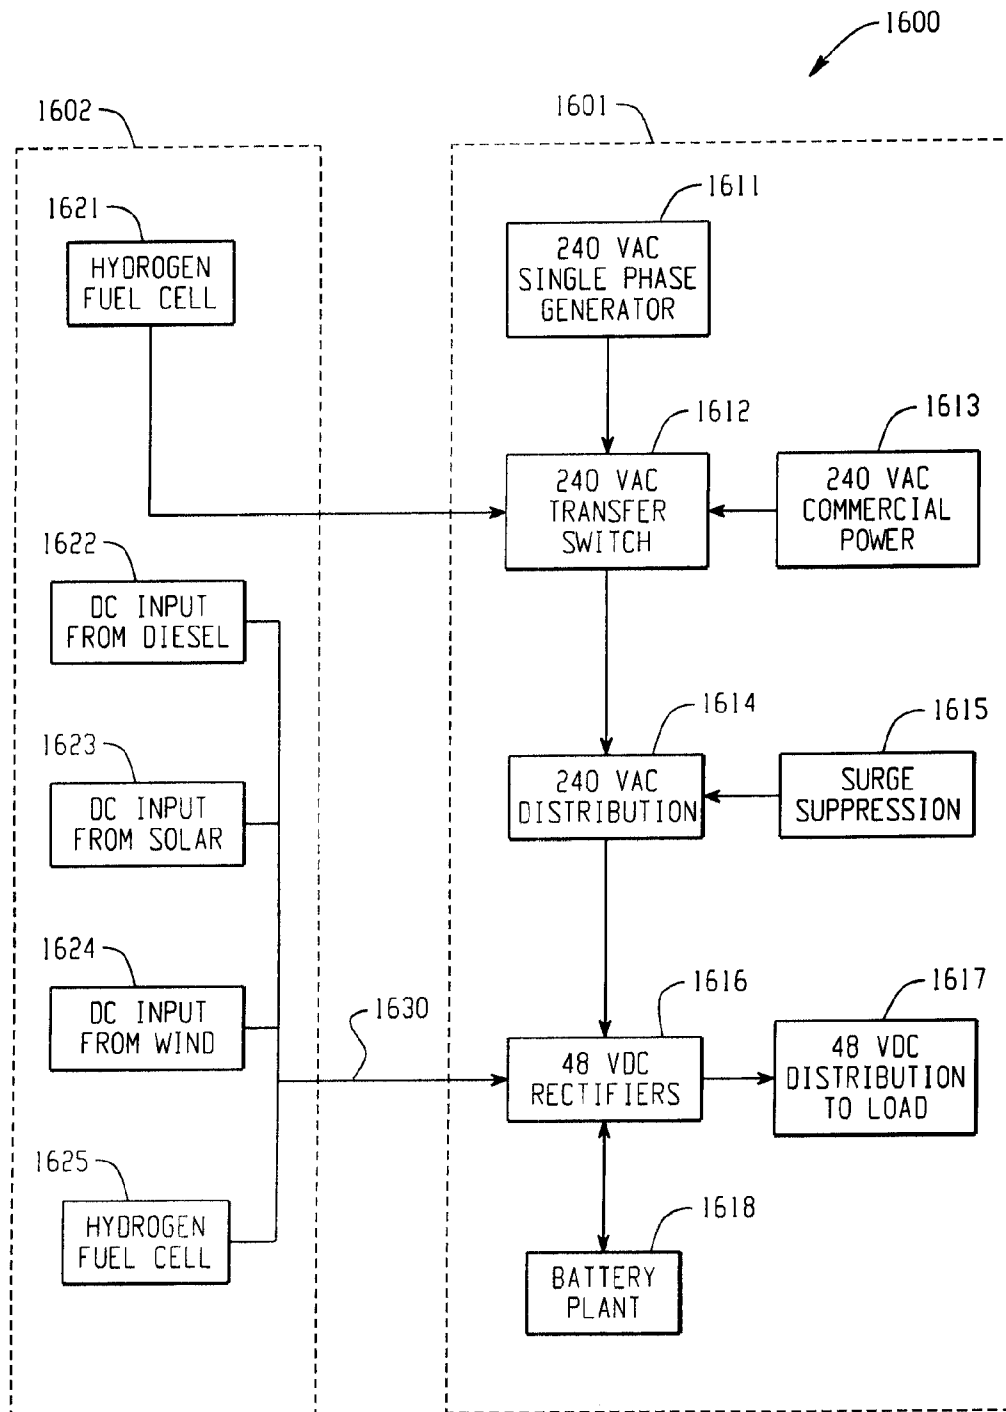 1600
1602
1601
1621
HYDROGEN
FUEL CELL
1611
240 VAC
SINGLE PHASE
GENERATOR
1612
240 VAC
TRANSFER
SWITCH
1613
240 VAC
COMMERCIAL
POWER
1622
DC INPUT
FROM DIESEL
1623
DC INPUT
FROM SOLAR
1614
240 VAC
DISTRIBUTION
1615
SURGE
SUPPRESSION
1624
DC INPUT
FROM WIND
1630
1616
48 VDC
RECTIFIERS
1617
48 VDC
DISTRIBUTION
TO LOAD
1625
HYDROGEN
FUEL CELL
1618
BATTERY
PLANT